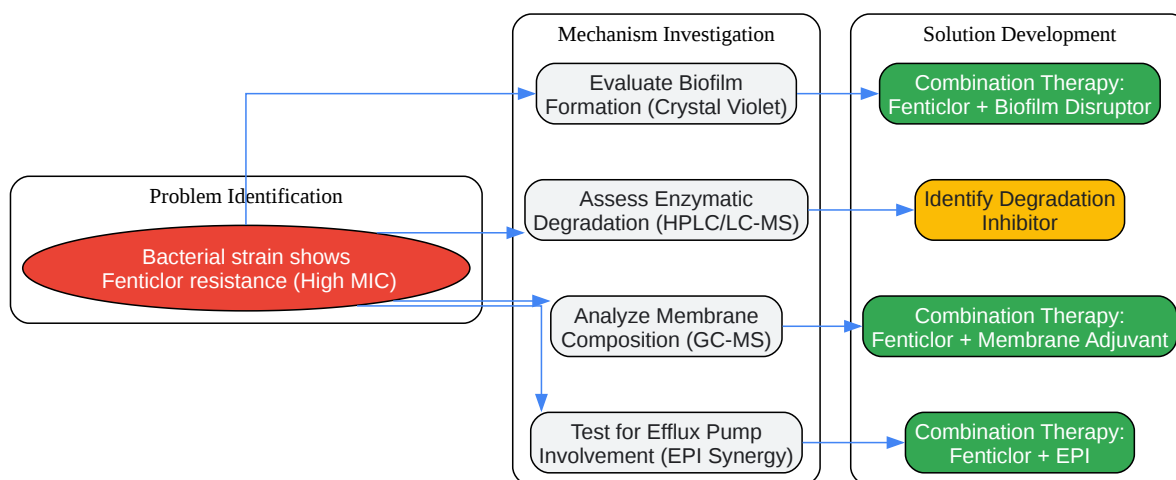 Mechanism Investigation
Solution Development
Evaluate Biofilm
Formation (Crystal Violet)
Combination Therapy:
Fenticlor + Biofilm Disruptor
Problem Identification
Assess Enzymatic
Degradation (HPLC/LC-MS)
Identify Degradation
Inhibitor
Bacterial strain shows
Fenticlor resistance (High MIC)
Analyze Membrane
Composition (GC-MS)
Combination Therapy:
Fenticlor + Membrane Adjuvant
Test for Efflux Pump
Involvement (EPI Synergy)
Combination Therapy:
Fenticlor + EPI